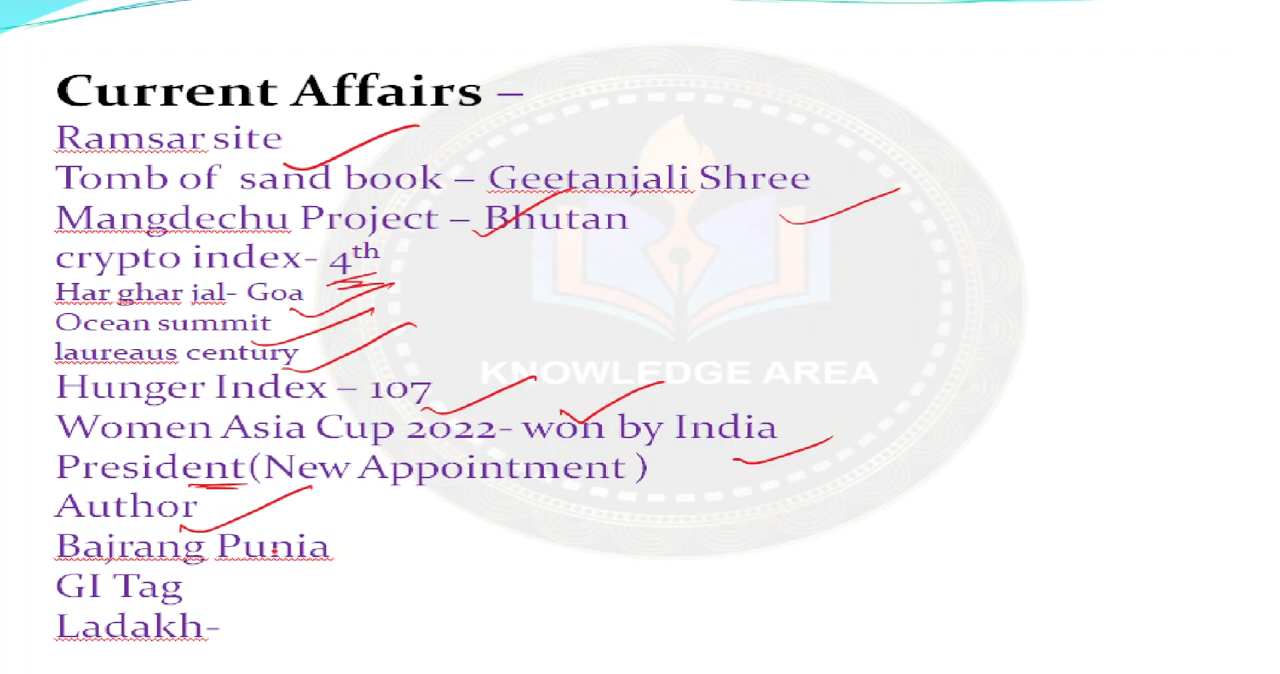 Current Affairs –
Ramsar site
Tomb of sand book – Geetanjali Shree
Mangdechu Project – Bhutan
crypto index- 4th
Har ghar jal- Goa
Ocean summit
laureaus century
Hunger Index – 107
Women Asia Cup 2022- won by India
President(New Appointment )
Author
Bajrang Punia
GI Tag
Ladakh-
KNOWLEDGE AREA